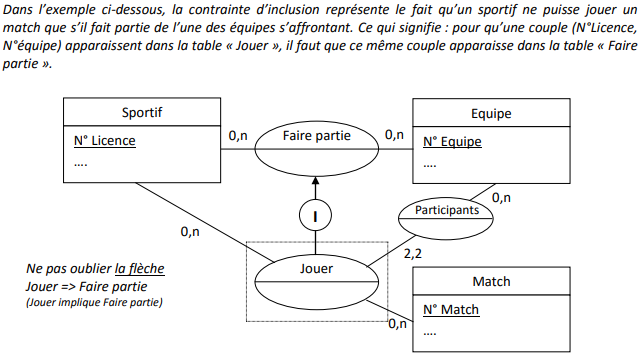 Dans l'exemple ci-dessous, la contrainte d'inclusion représente le fait qu'un sportif ne puisse jouer un
match que s'il fait partie de l'une des équipes s'affrontant. Ce qui signifie : pour qu'une couple (N°Licence,
N°équipe) apparaissent dans la table « Jouer », il faut que ce même couple apparaisse dans la table « Faire
partie ».
Sportif
N° Licence
....
0,n
Faire partie
0,n
Equipe
N° Equipe
....
0,n
Participants
I
0,n
2,2
Jouer
Ne pas oublier la flèche
Jouer => Faire partie
(Jouer implique Faire partie)
0,n
Match
N° Match
....